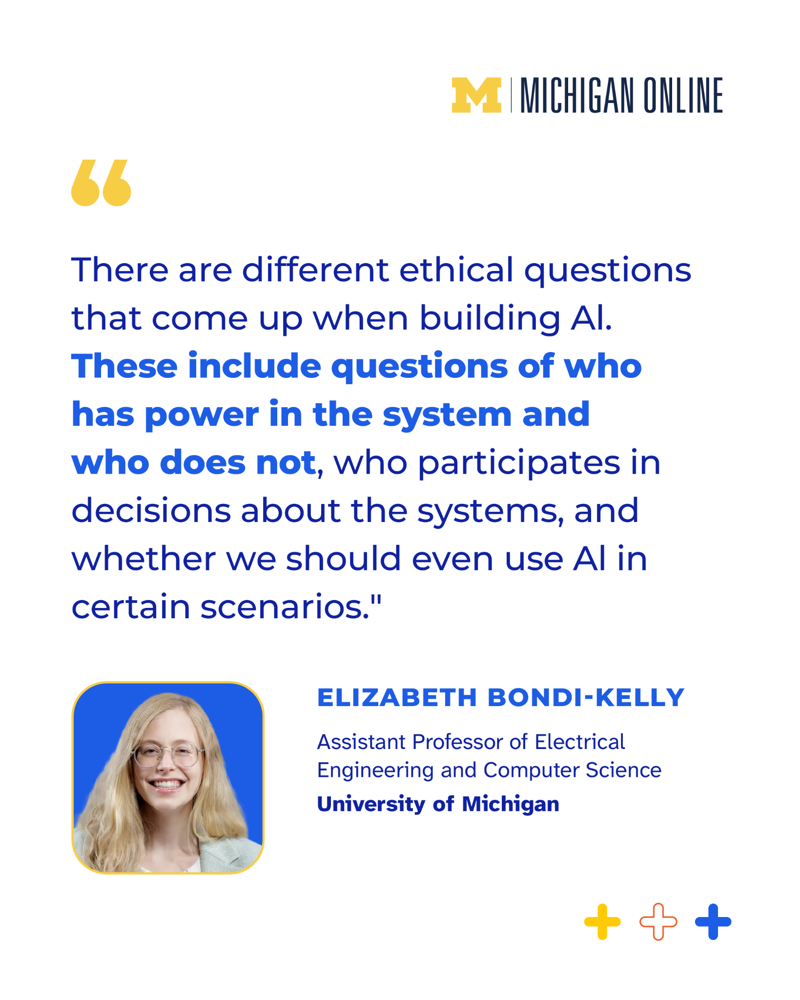 M | MICHIGAN ONLINE
“
There are different ethical questions
that come up when building AI.
These include questions of who
has power in the system and
who does not, who participates in
decisions about the systems, and
whether we should even use AI in
certain scenarios."
ELIZABETH BONDI-KELLY
Assistant Professor of Electrical
Engineering and Computer Science
University of Michigan